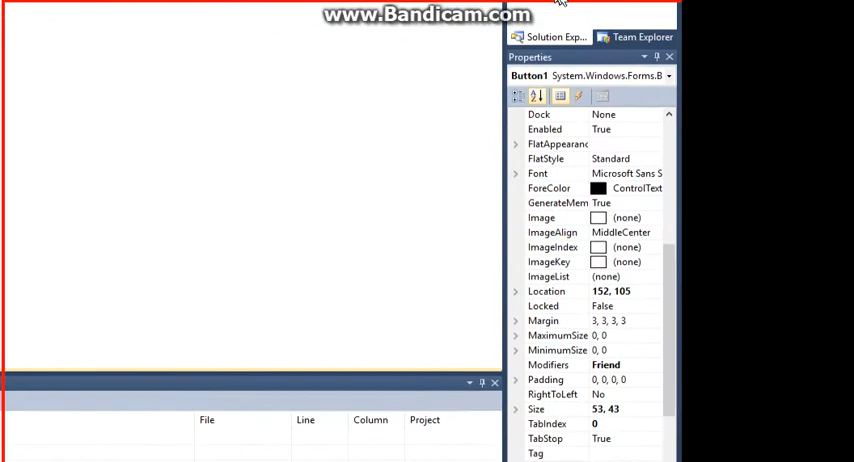 www.Bandicam.com
Solution Exp... Team Explorer
Properties
Button1 System.Windows.Forms.B
Dock None
Enabled True
FlatAppearanc
FlatStyle Standard
Font Microsoft Sans S
ForeColor ControlText
GenerateMem True
Image (none)
ImageAlign MiddleCenter
ImageIndex (none)
ImageKey (none)
ImageList (none)
Location 152, 105
Locked False
Margin 3, 3, 3, 3
MaximumSize 0, 0
MinimumSize 0, 0
Modifiers Friend
Padding 0, 0, 0, 0
RightToLeft No
Size 53, 43
TabIndex 0
TabStop True
Tag
File Line Column Project